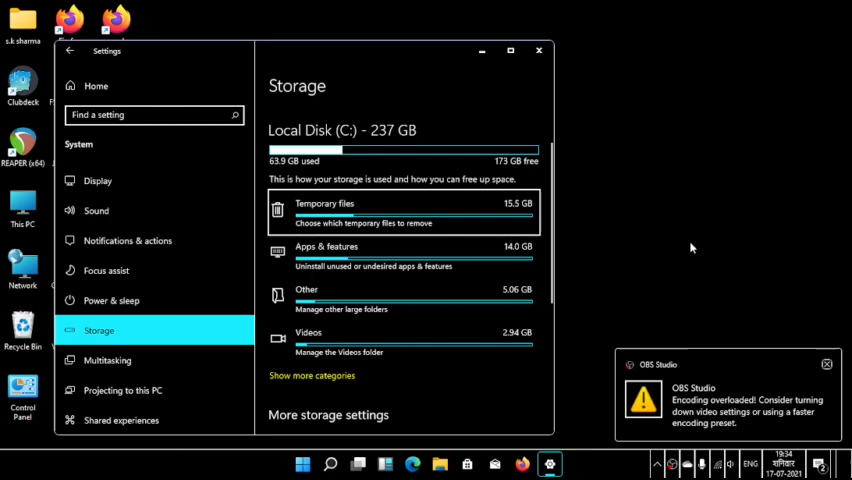 s.k sharma
Clubdeck
REAPER (x64)
This PC
Network
Recycle Bin
Control
Panel
Settings
Home
Find a setting
System
Display
Sound
Notifications & actions
Focus assist
Power & sleep
Storage
Multitasking
Projecting to this PC
Shared experiences
Storage
Local Disk (C:) - 237 GB
63.9 GB used 173 GB free
This is how your storage is used and how you can free up space.
Temporary files 15.5 GB
Choose which temporary files to remove
Apps & features 14.0 GB
Uninstall unused or undesired apps & features
Other 5.06 GB
Manage other large folders
Videos 2.94 GB
Manage the Videos folder
Show more categories
More storage settings
OBS Studio
OBS Studio
Encoding overloaded! Consider turning
down video settings or using a faster
encoding preset.
ENG
19:34
शनिवार
17-07-2021
2